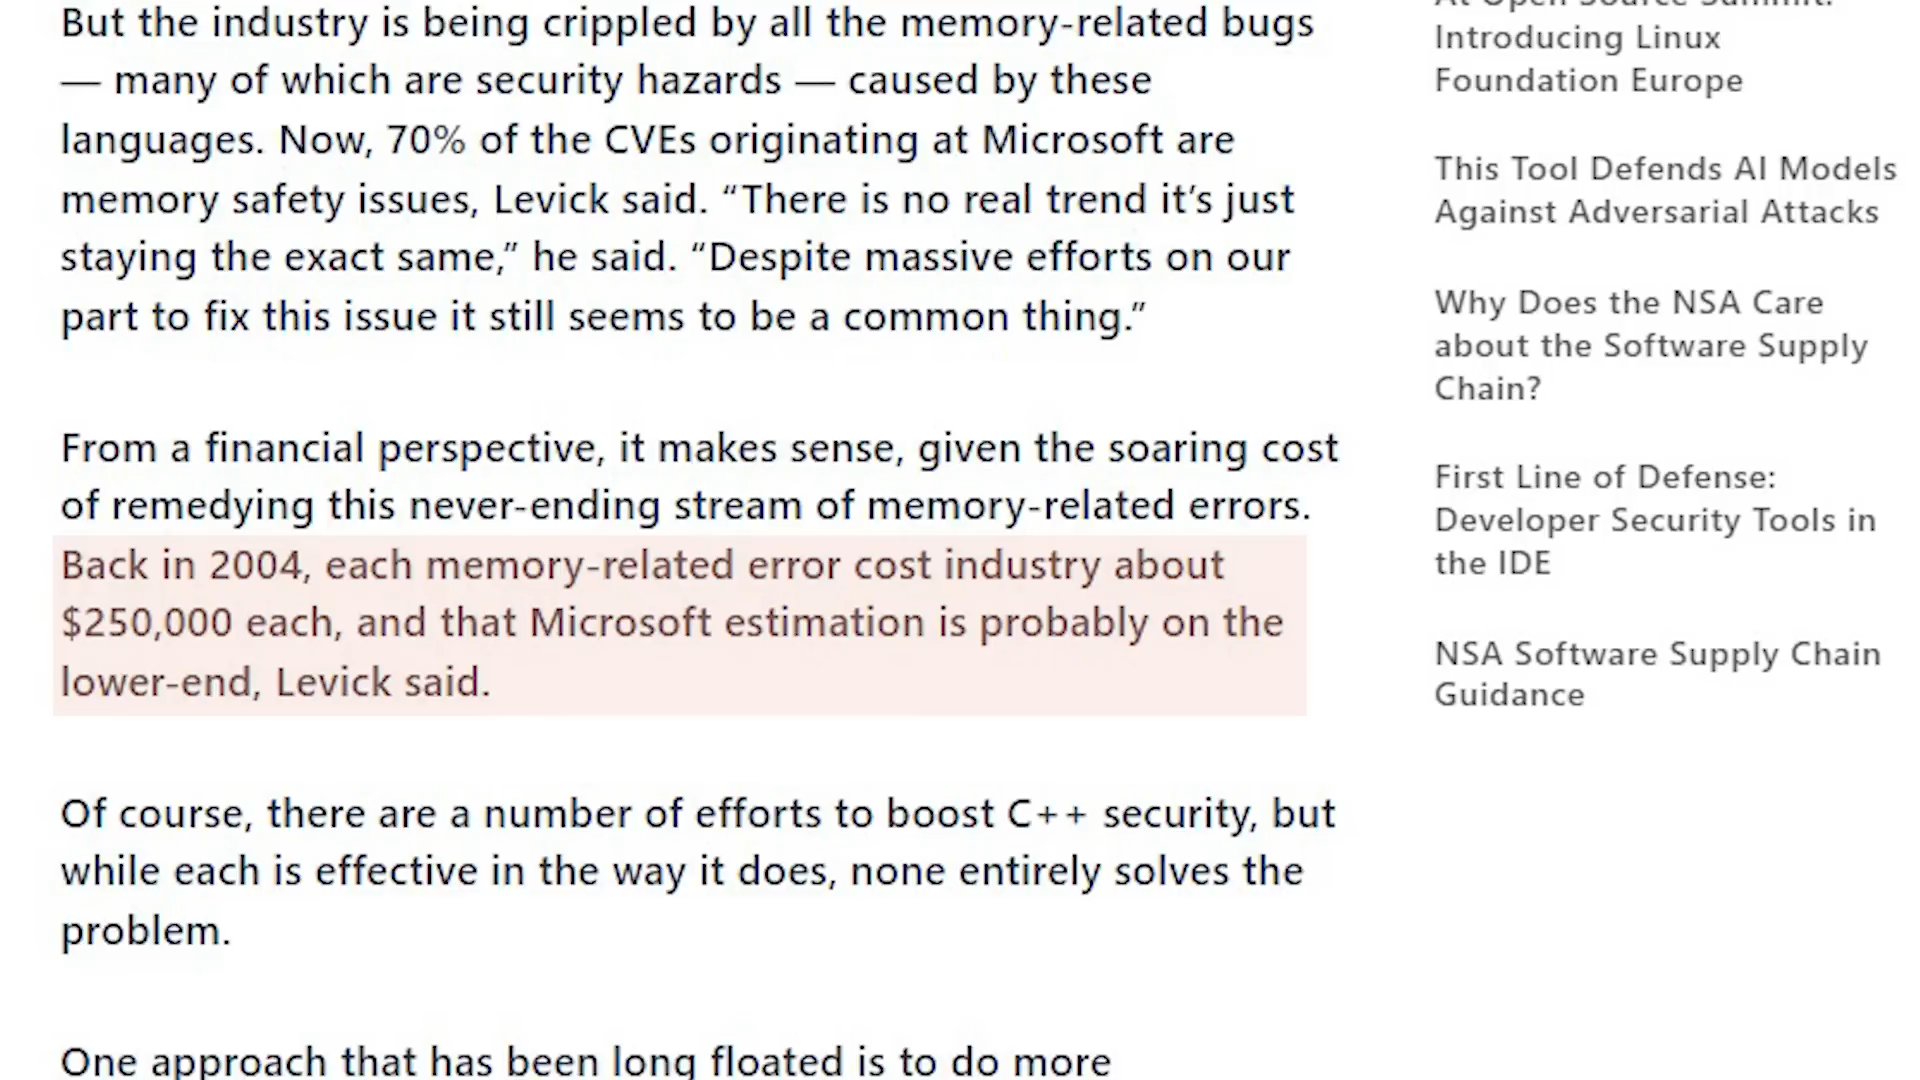 But the industry is being crippled by all the memory-related bugs
— many of which are security hazards — caused by these
languages. Now, 70% of the CVEs originating at Microsoft are
memory safety issues, Levick said. “There is no real trend it’s just
staying the exact same,” he said. “Despite massive efforts on our
part to fix this issue it still seems to be a common thing.”
From a financial perspective, it makes sense, given the soaring cost
of remedying this never-ending stream of memory-related errors.
Back in 2004, each memory-related error cost industry about
$250,000 each, and that Microsoft estimation is probably on the
lower-end, Levick said.
Of course, there are a number of efforts to boost C++ security, but
while each is effective in the way it does, none entirely solves the
problem.
One approach that has been long floated is to do more
At Open Source Summit:
Introducing Linux
Foundation Europe
This Tool Defends AI Models
Against Adversarial Attacks
Why Does the NSA Care
about the Software Supply
Chain?
First Line of Defense:
Developer Security Tools in
the IDE
NSA Software Supply Chain
Guidance